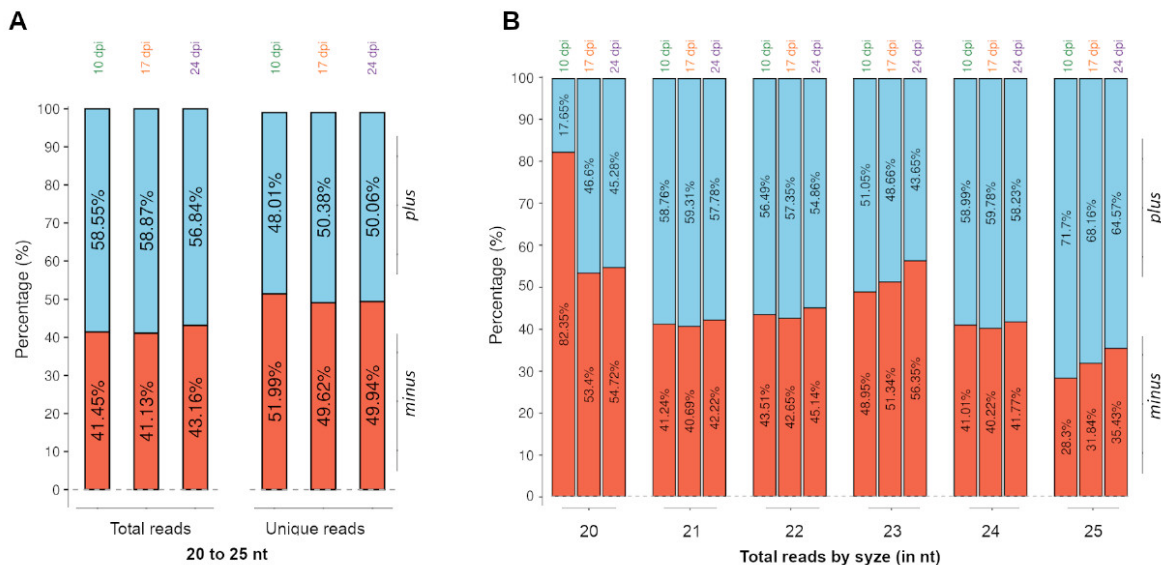 A
10 dpi 17 dpi 24 dpi 10 dpi 17 dpi 24 dpi
Percentage (%)
100
90
80
70
60
50
40
30
20
10
0
58.55% 58.87% 56.84% 48.01% 50.38% 50.06%
41.45% 41.13% 43.16% 51.99% 49.62% 49.94%
plus
minus
Total reads Unique reads
20 to 25 nt
B
10 dpi 17 dpi 24 dpi 10 dpi 17 dpi 24 dpi 10 dpi 17 dpi 24 dpi 10 dpi 17 dpi 24 dpi 10 dpi 17 dpi 24 dpi 10 dpi 17 dpi 24 dpi
Percentage (%)
100
90
80
70
60
50
40
30
20
10
0
17.65% 46.6% 45.28% 58.76% 59.31% 57.78% 56.49% 57.35% 54.86% 51.05% 48.66% 43.65% 58.99% 59.78% 58.23% 71.7% 68.16% 64.57%
82.35% 53.4% 54.72% 41.24% 40.69% 42.22% 43.51% 42.65% 45.14% 48.95% 51.34% 56.35% 41.01% 40.22% 41.77% 28.3% 31.84% 35.43%
plus
minus
20 21 22 23 24 25
Total reads by syze (in nt)